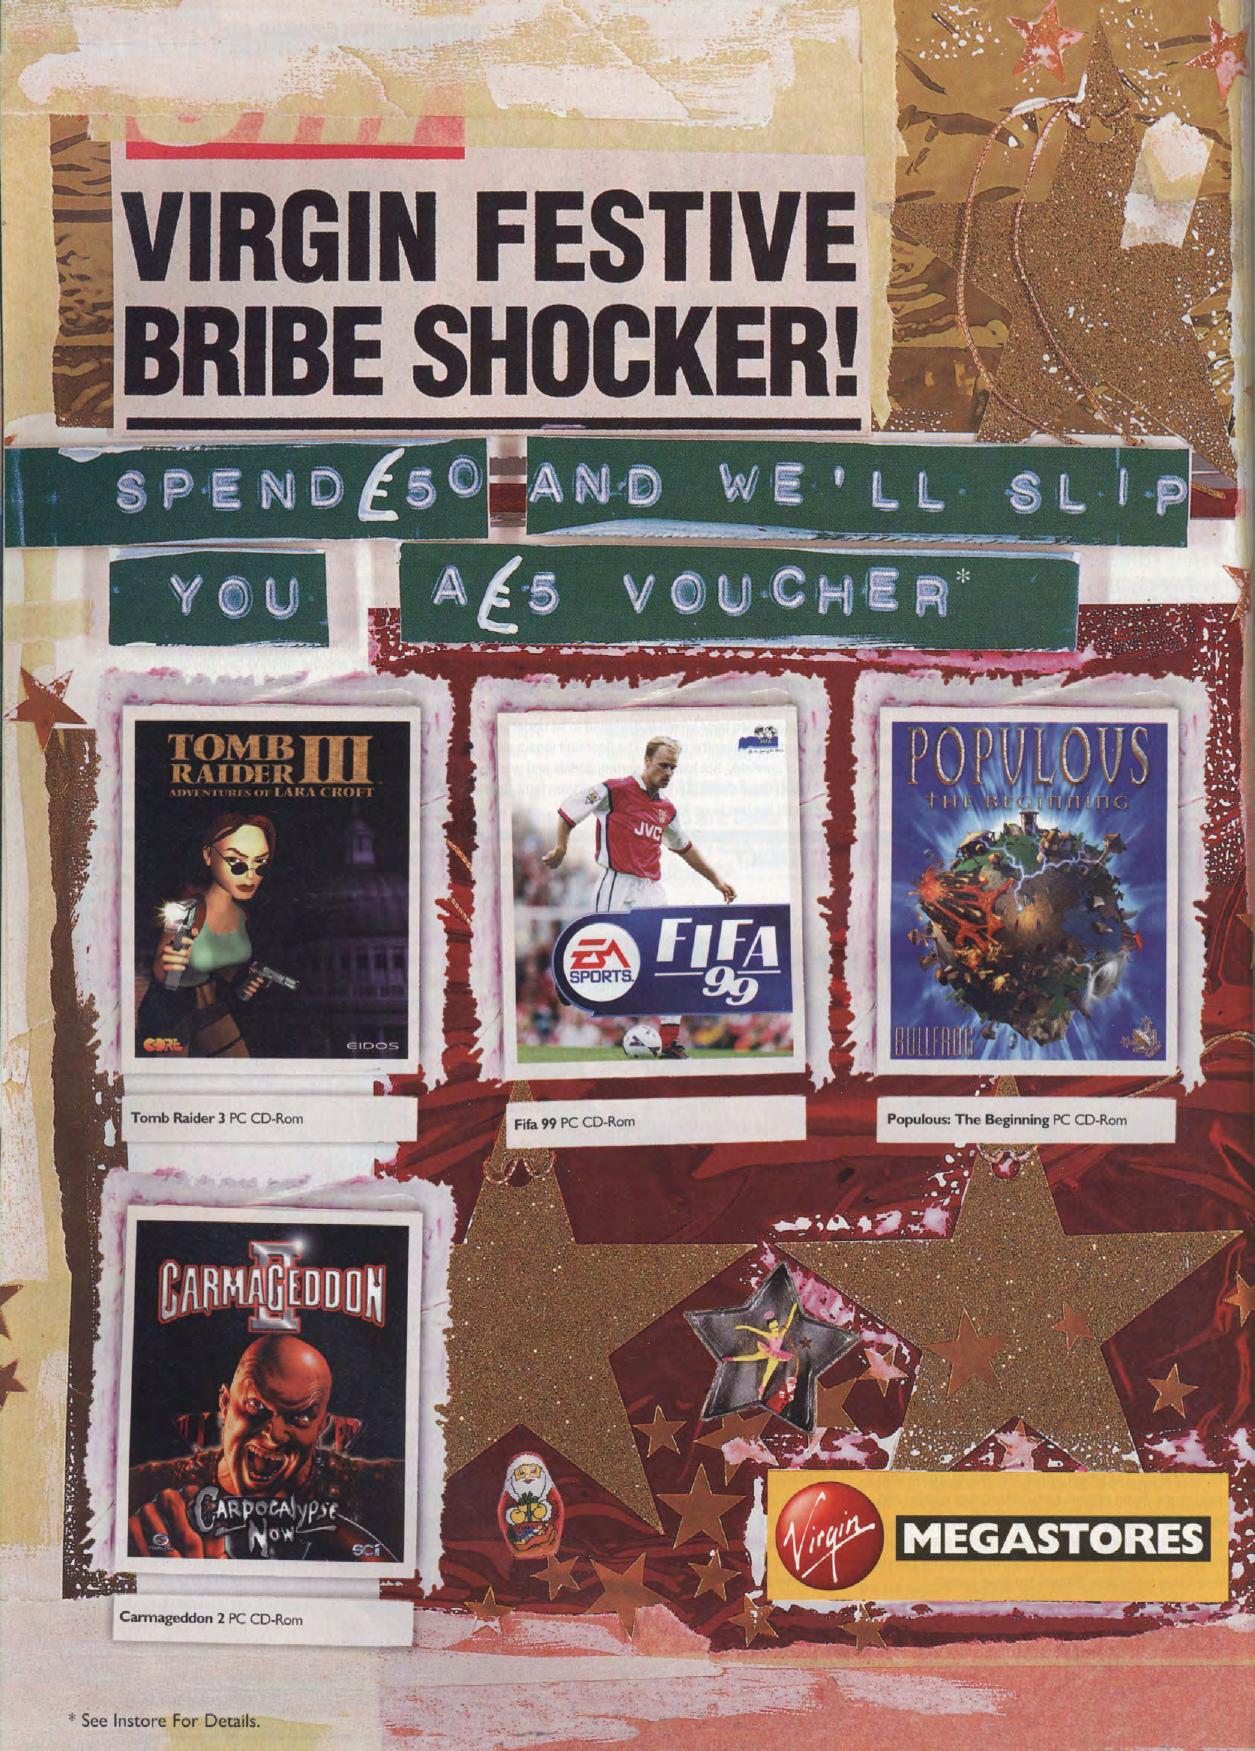 VIRGIN FESTIVE
BRIBE SHOCKER!
SPEND £50 AND WE'LL SLIP
YOU A £5 VOUCHER*
TOMB
RAIDER III
ADVENTURES OF LARA CROFT
CORE
EIDOS
Tomb Raider 3 PC CD-Rom
JVC
EA
SPORTS
FIFA
99
Fifa 99 PC CD-Rom
POPULOUS
THE BEGINNING
BULLFROG
Populous: The Beginning PC CD-Rom
CARMAGEDDON
II
CARPOCALYPSE
NOW
SCi
Carmageddon 2 PC CD-Rom
Virgin MEGASTORES
* See Instore For Details.